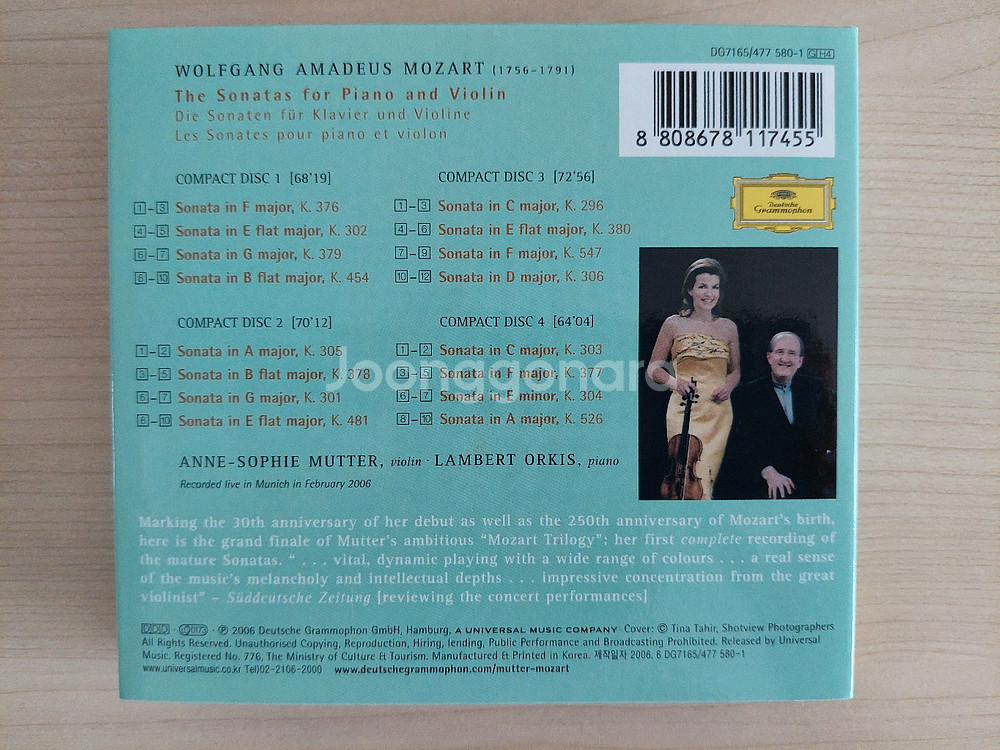 DG7165/477 580-1 GH4
WOLFGANG AMADEUS MOZART (1756-1791)
The Sonatas for Piano and Violin
Die Sonaten für Klavier und Violine
Les Sonates pour piano et violon
8 808678 117455
Deutsche
Grammophon
COMPACT DISC 1 [68'19]
1-3 Sonata in F major, K. 376
4-5 Sonata in E flat major, K. 302
6-7 Sonata in G major, K. 379
8-10 Sonata in B flat major, K. 454
COMPACT DISC 2 [70'12]
1-2 Sonata in A major, K. 305
3-5 Sonata in B flat major, K. 378
6-7 Sonata in G major, K. 301
8-10 Sonata in E flat major, K. 481
COMPACT DISC 3 [72'56]
1-3 Sonata in C major, K. 296
4-6 Sonata in E flat major, K. 380
7-9 Sonata in F major, K. 547
10-12 Sonata in D major, K. 306
COMPACT DISC 4 [64'04]
1-2 Sonata in C major, K. 303
3-5 Sonata in F major, K. 377
6-7 Sonata in E minor, K. 304
8-10 Sonata in A major, K. 526
Joonggonara
ANNE-SOPHIE MUTTER, violin · LAMBERT ORKIS, piano
Recorded live in Munich in February 2006
Marking the 30th anniversary of her debut as well as the 250th anniversary of Mozart's birth,
here is the grand finale of Mutter's ambitious "Mozart Trilogy": her first complete recording of
the mature Sonatas. " . . . vital, dynamic playing with a wide range of colours . . . a real sense
of the music's melancholy and intellectual depths . . . impressive concentration from the great
violinist" – Süddeutsche Zeitung [reviewing the concert performances]
DDD · ℗ 2006 Deutsche Grammophon GmbH, Hamburg, A UNIVERSAL MUSIC COMPANY · Cover: © Tina Tahir, Shotview Photographers
All Rights Reserved. Unauthorised Copying, Reproduction, Hiring, lending, Public Performance and Broadcasting Prohibited. Released by Universal
Music. Registered No. 776, The Ministry of Culture & Tourism. Manufactured & Printed in Korea. 제작일자 2006. 6 DG7165/477 580-1
www.universalmusic.co.kr Tel)02-2106-2000 www.deutschegrammophon.com/mutter-mozart